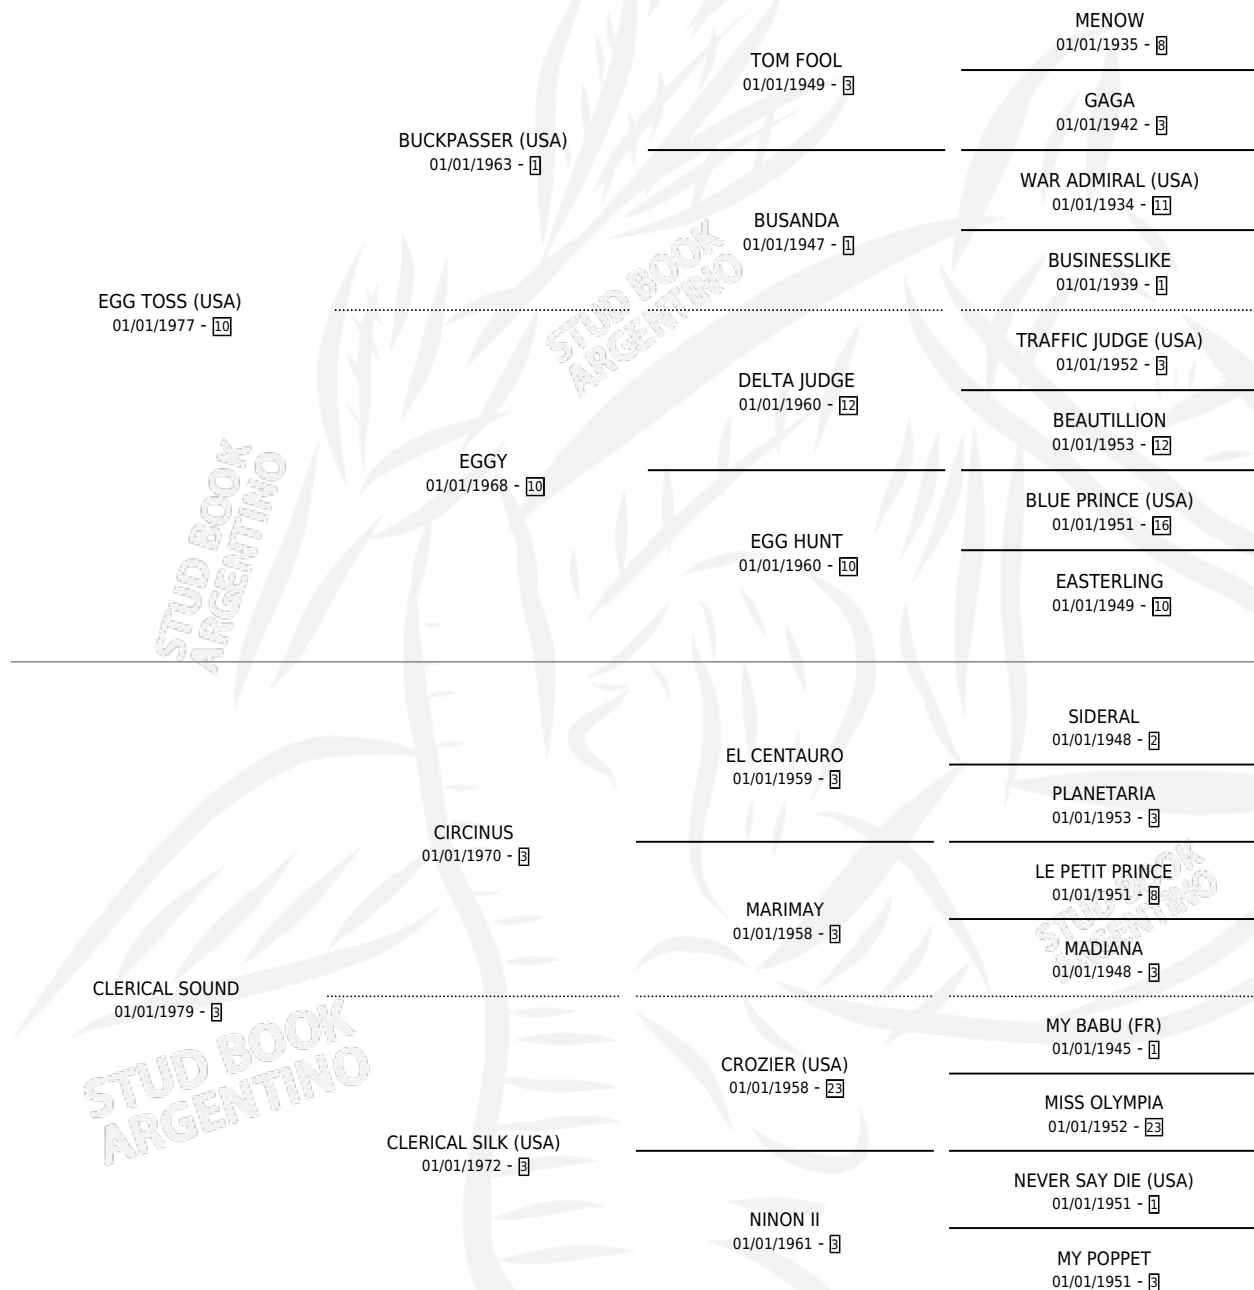 MENOW
01/01/1935 - 8
TOM FOOL
01/01/1949 - 3
GAGA
01/01/1942 - 3
BUCKPASSER (USA)
01/01/1963 - 1
WAR ADMIRAL (USA)
01/01/1934 - 11
BUSANDA
01/01/1947 - 1
BUSINESSLIKE
01/01/1939 - 1
EGG TOSS (USA)
01/01/1977 - 10
TRAFFIC JUDGE (USA)
01/01/1952 - 3
DELTA JUDGE
01/01/1960 - 12
BEAUTILLION
01/01/1953 - 12
EGGY
01/01/1968 - 10
BLUE PRINCE (USA)
01/01/1951 - 16
EGG HUNT
01/01/1960 - 10
EASTERLING
01/01/1949 - 10
STUD BOOK
ARGENTINO
STUD BOOK
ARGENTINO
SIDERAL
01/01/1948 - 2
EL CENTAURO
01/01/1959 - 3
PLANETARIA
01/01/1953 - 3
CIRCINUS
01/01/1970 - 3
LE PETIT PRINCE
01/01/1951 - 8
MARIMAY
01/01/1958 - 3
MADIANA
01/01/1948 - 3
CLERICAL SOUND
01/01/1979 - 3
MY BABU (FR)
01/01/1945 - 1
CROZIER (USA)
01/01/1958 - 23
MISS OLYMPIA
01/01/1952 - 23
CLERICAL SILK (USA)
01/01/1972 - 3
NEVER SAY DIE (USA)
01/01/1951 - 1
NINON II
01/01/1961 - 3
MY POPPET
01/01/1951 - 3
STUD BOOK
ARGENTINO
STUD BOOK
ARGENTINO